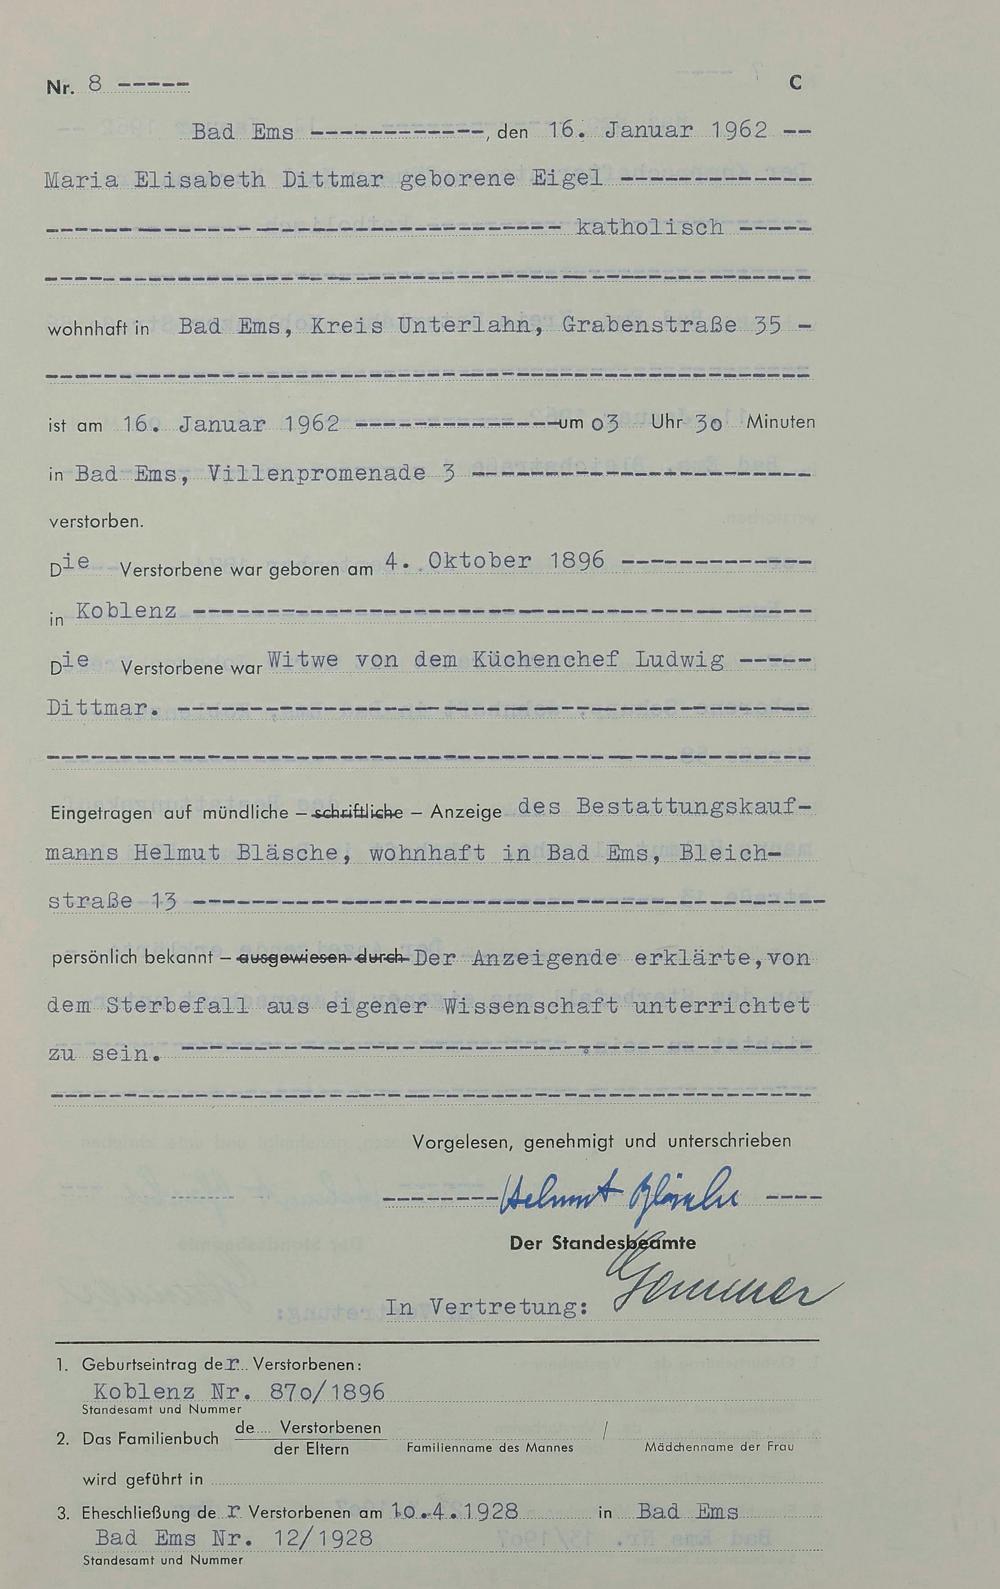 Nr. 8 ----- C
Bad Ems ------------, den 16. Januar 1962 --
Maria Elisabeth Dittmar geborene Eigel -------------
----------------------------------- katholisch -----
----------------------------------------------------
wohnhaft in Bad Ems, Kreis Unterlahn, Grabenstraße 35 -
----------------------------------------------------
ist am 16. Januar 1962 --------------um o3 Uhr 3o Minuten
in Bad Ems, Villenpromenade 3 -----------------------
verstorben.
Die Verstorbene war geboren am 4. Oktober 1896 -------------
in Koblenz ------------------------------------------
Die Verstorbene war Witwe von dem Küchenchef Ludwig -----
Dittmar. -------------------------------------------
----------------------------------------------------
Eingetragen auf mündliche – schriftliche – Anzeige des Bestattungskauf-
manns Helmut Bläsche, wohnhaft in Bad Ems, Bleich-
straße 13 -------------------------------------------
persönlich bekannt – ausgewiesen durch Der Anzeigende erklärte,von
dem Sterbefall aus eigener Wissenschaft unterrichtet
zu sein. -------------------------------------------
----------------------------------------------------
Vorgelesen, genehmigt und unterschrieben
--------Helmut Bläsche ----
Der Standesbeamte
In Vertretung: Gemmer
1. Geburtseintrag der Verstorbenen:
Koblenz Nr. 87o/1896
Standesamt und Nummer
2. Das Familienbuch de.... Verstorbenen /
der Eltern Familienname des Mannes Mädchenname der Frau
wird geführt in
3. Eheschließung de r Verstorbenen am 1o.4.1928 in Bad Ems
Bad Ems Nr. 12/1928
Standesamt und Nummer